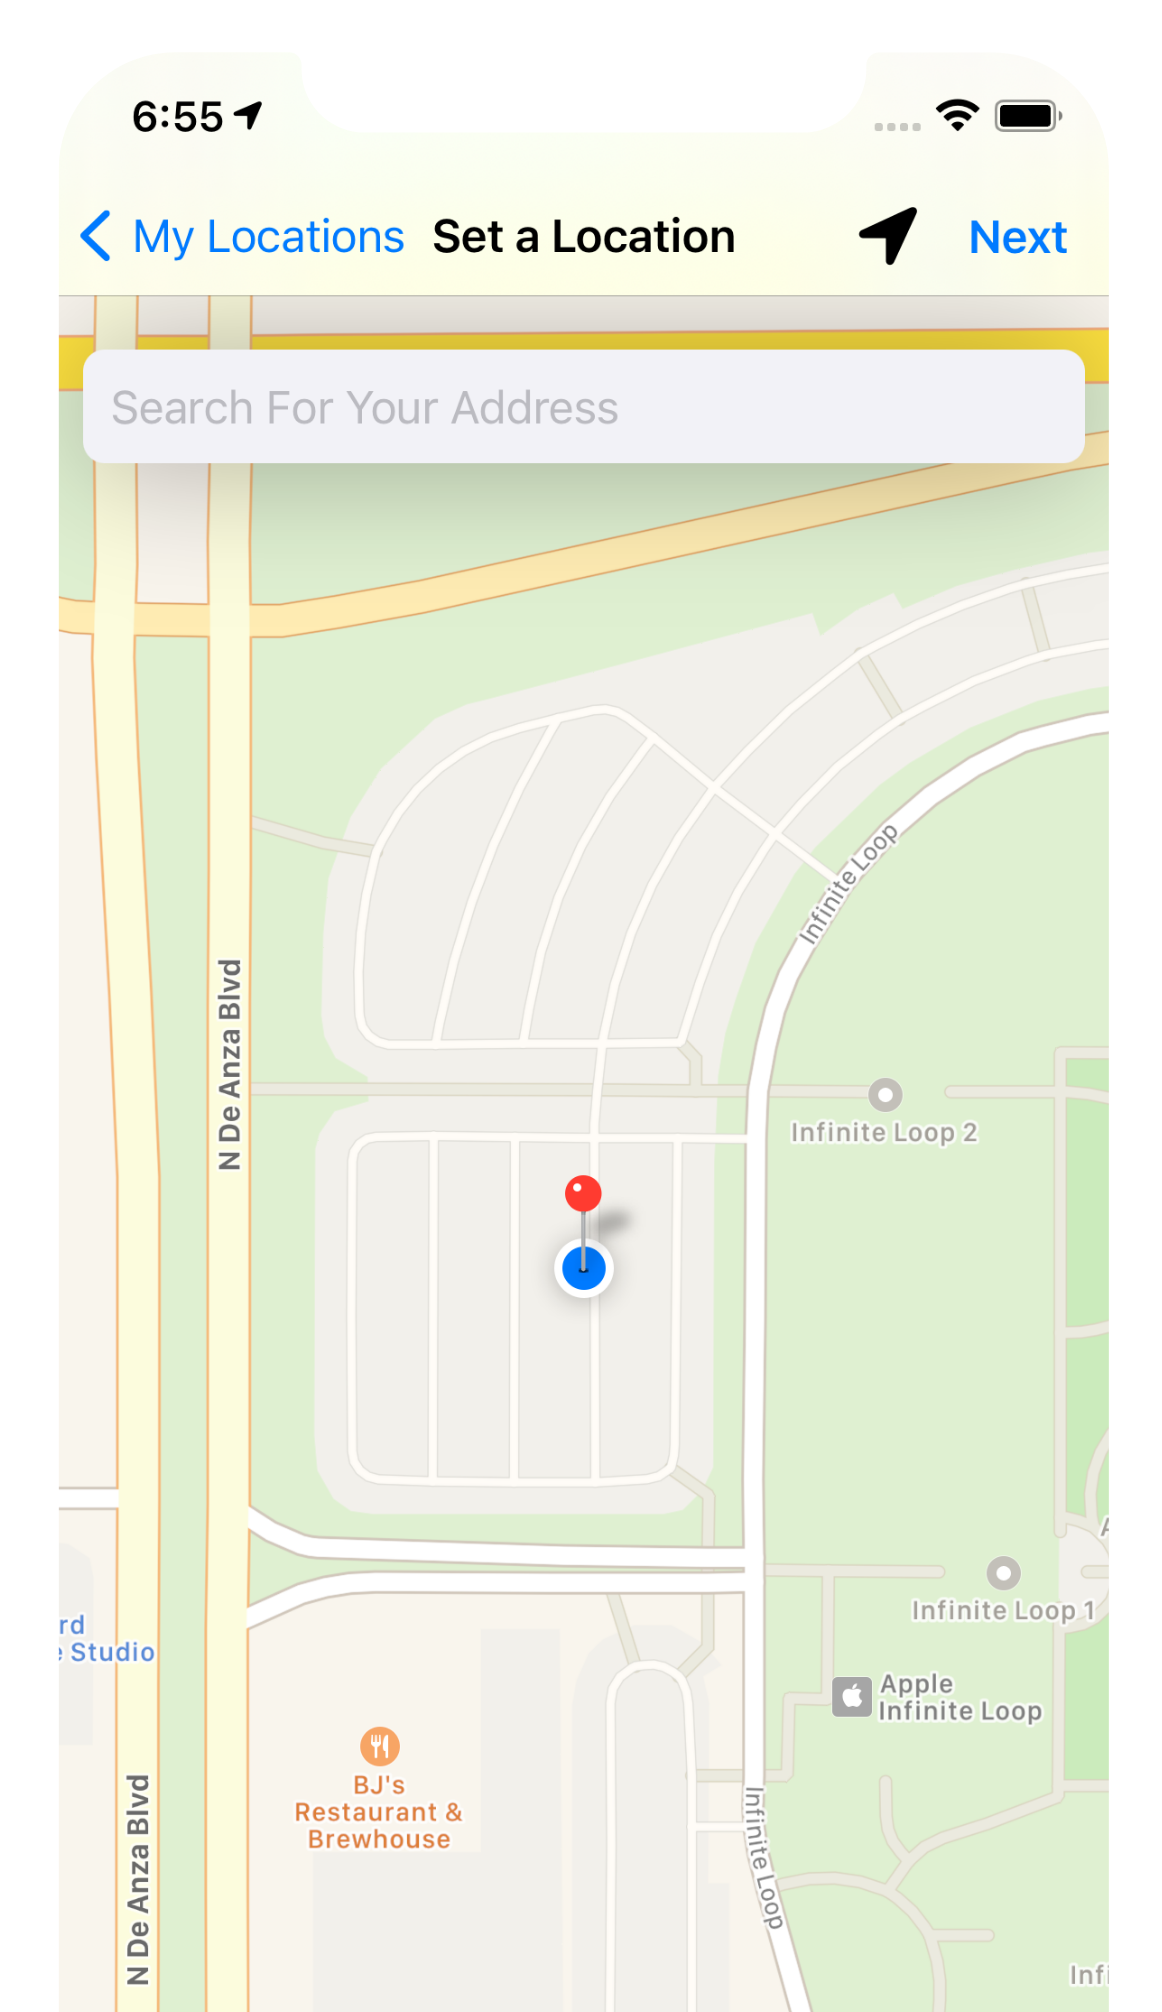 6:55
My Locations Set a Location Next
Search For Your Address
Infinite Loop
N De Anza Blvd
Infinite Loop 2
Infinite Loop 1
rd
Studio
Apple
Infinite Loop
BJ's
Restaurant &
Brewhouse
N De Anza Blvd
Infinite Loop
Infi